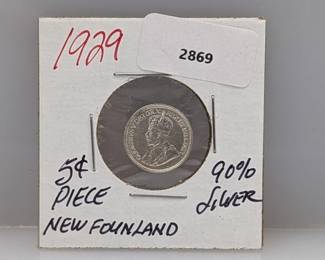 1929
2869
5¢
PIECE
NEW FOUNLAND
90%
SILVER